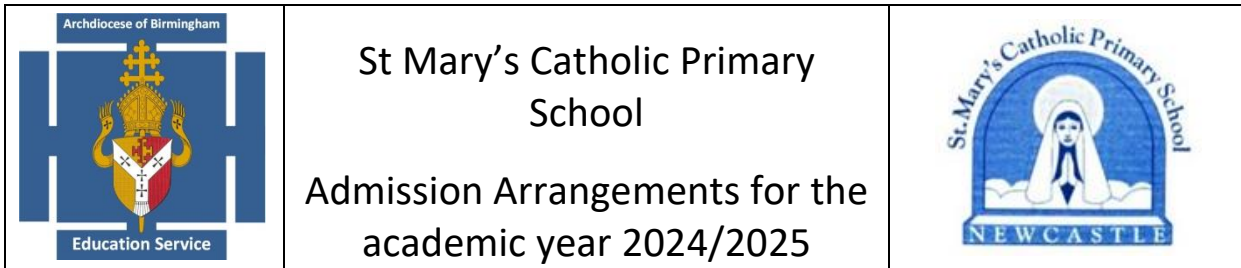 Archdiocese of Birmingham
Education Service
St Mary’s Catholic Primary
School
Admission Arrangements for the
academic year 2024/2025
St. Mary's Catholic Primary School
NEWCASTLE